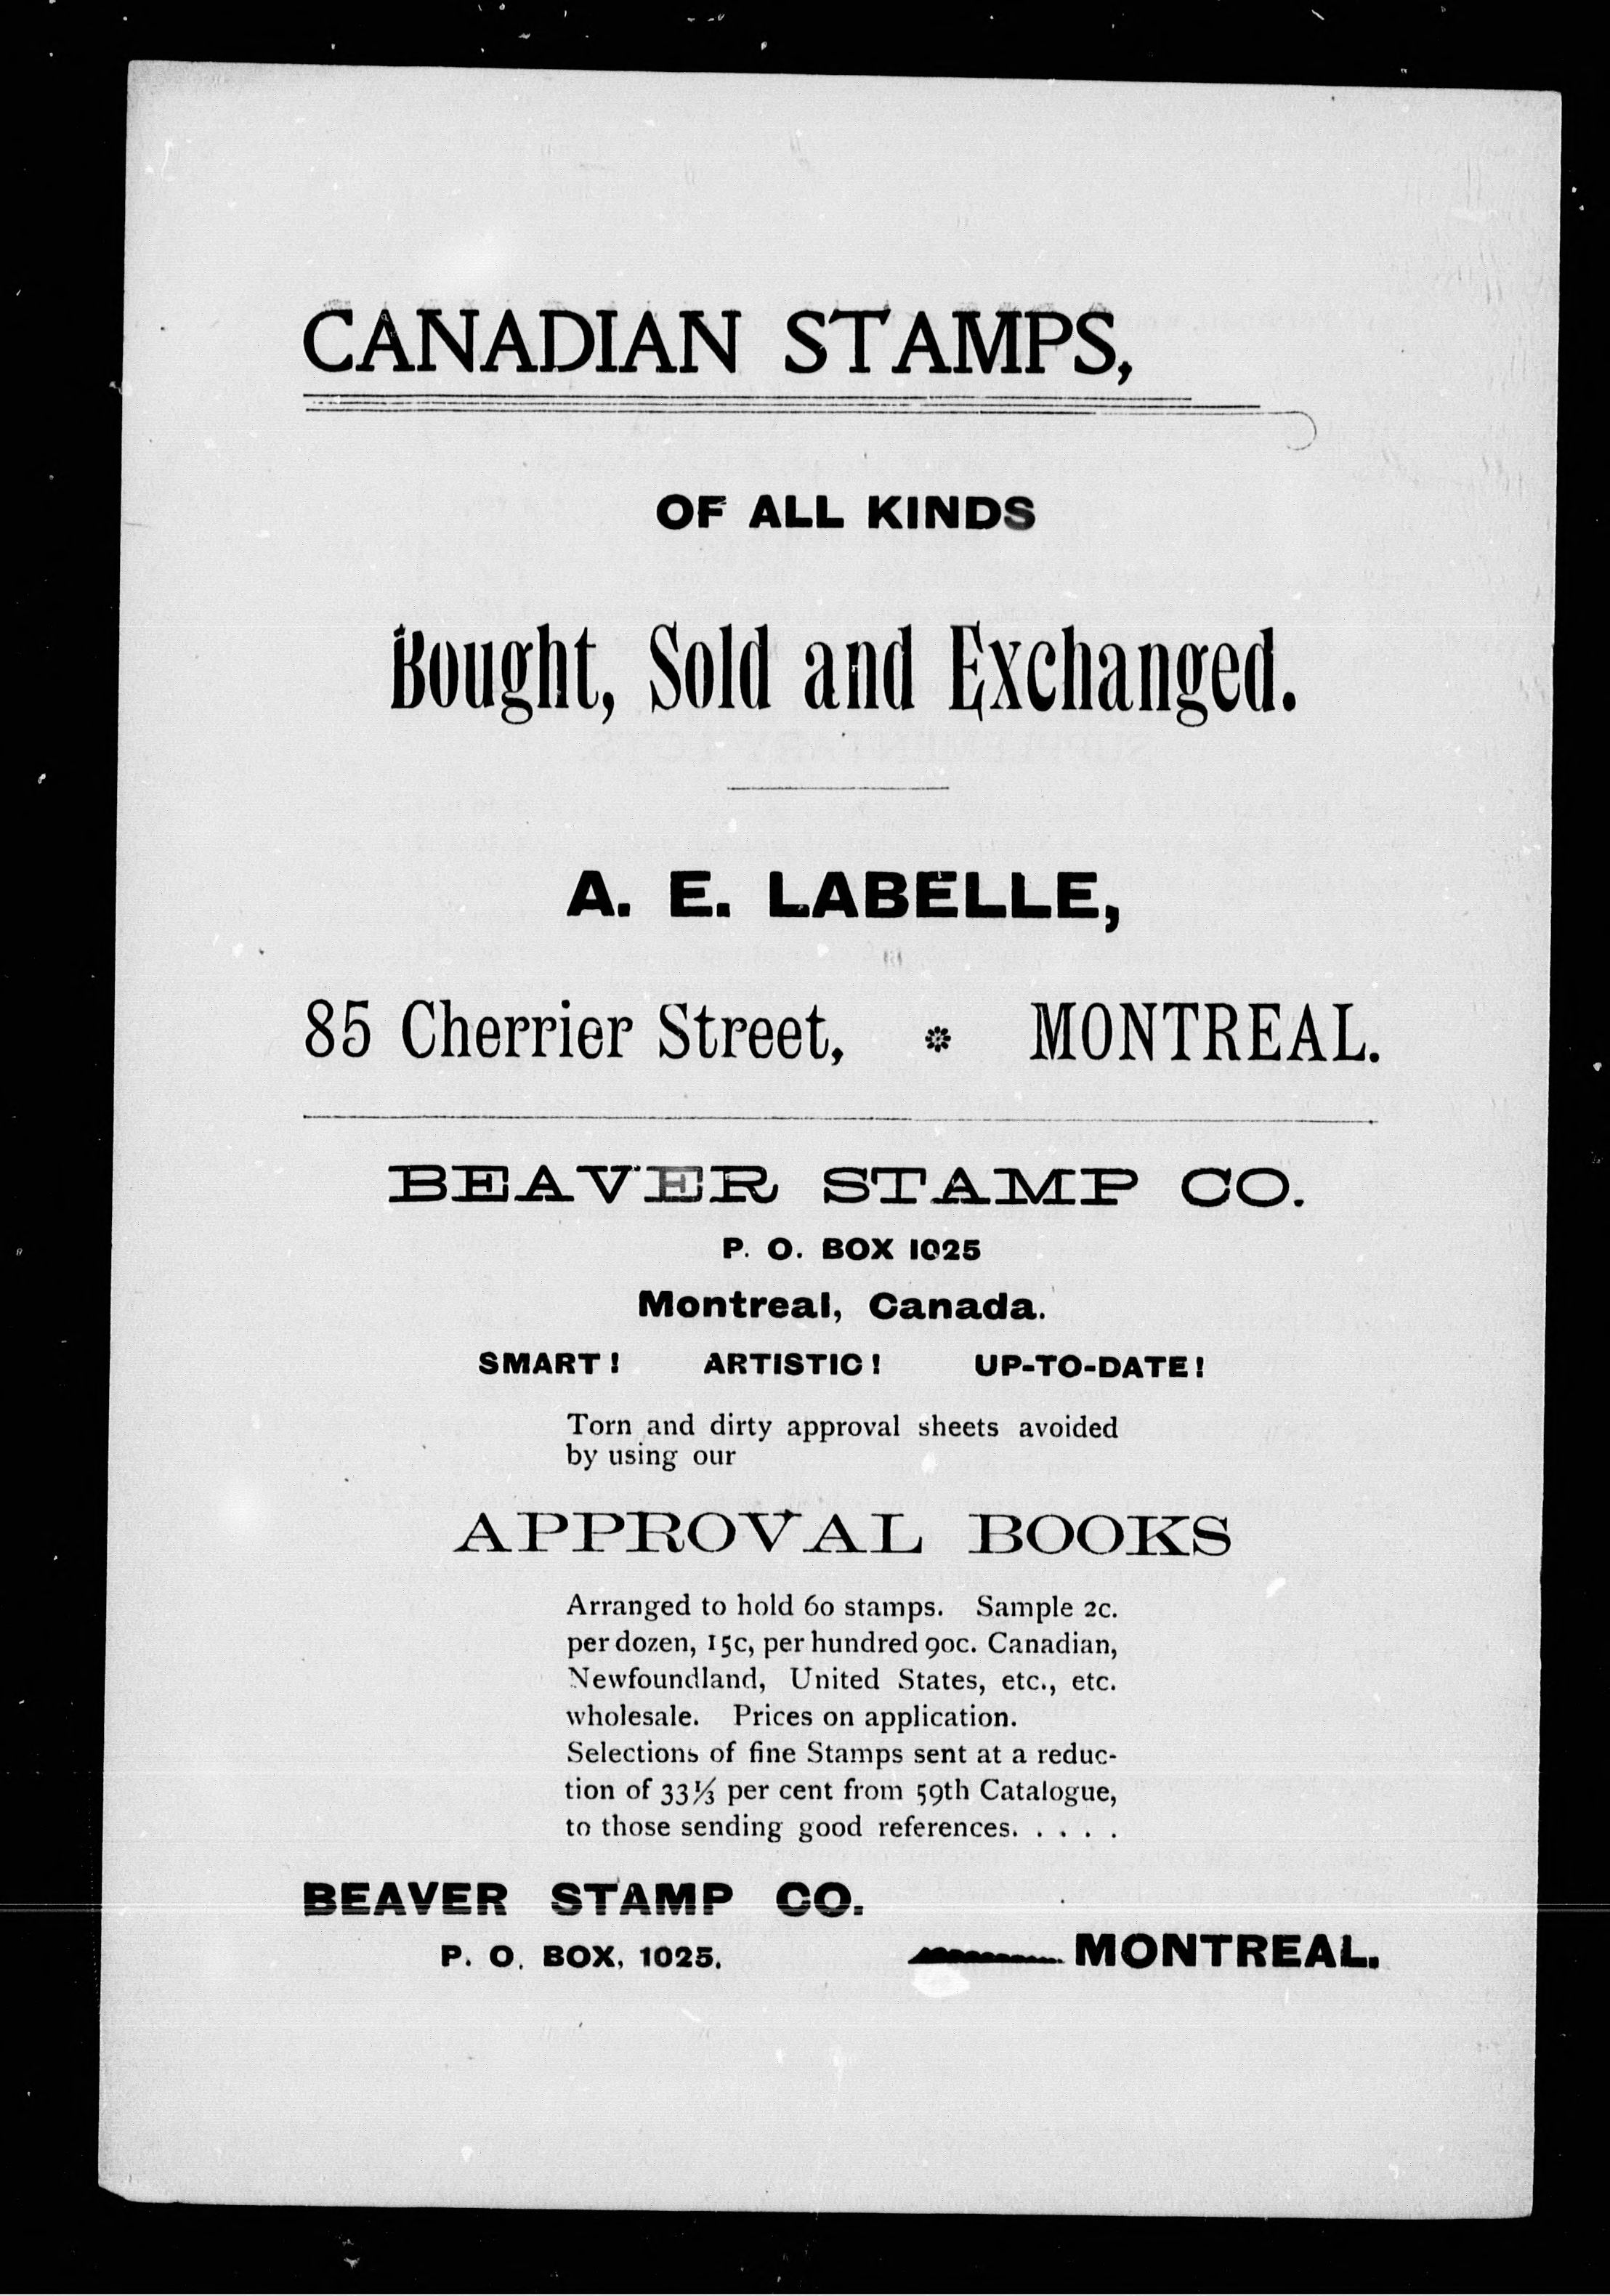 CANADIAN STAMPS,
OF ALL KINDS
Bought, Sold and Exchanged.
A. E. LABELLE,
85 Cherrier Street, * MONTREAL.
BEAVER STAMP CO.
P. O. BOX 1025
Montreal, Canada.
SMART! ARTISTIC! UP-TO-DATE!
Torn and dirty approval sheets avoided
by using our
APPROVAL BOOKS
Arranged to hold 60 stamps. Sample 2c.
per dozen, 15c, per hundred 90c. Canadian,
Newfoundland, United States, etc., etc.
wholesale. Prices on application.
Selections of fine Stamps sent at a reduc-
tion of 33⅓ per cent from 59th Catalogue,
to those sending good references. . . . .
BEAVER STAMP CO.
P. O. BOX, 1025.
MONTREAL.